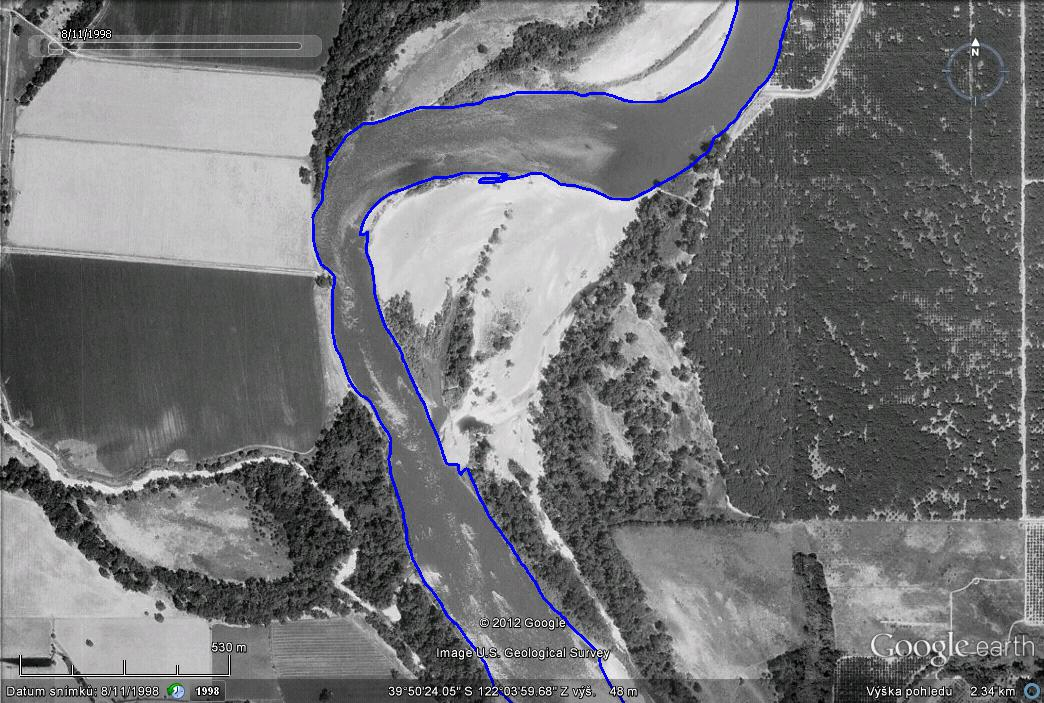 8/11/1998
N
© 2012 Google
530 m
Image U.S. Geological Survey
Google earth
Datum snímků: 8/11/1998 1998 39°50'24.05" S 122°03'59.68" Z výš. 48 m Výška pohledu 2.34 km